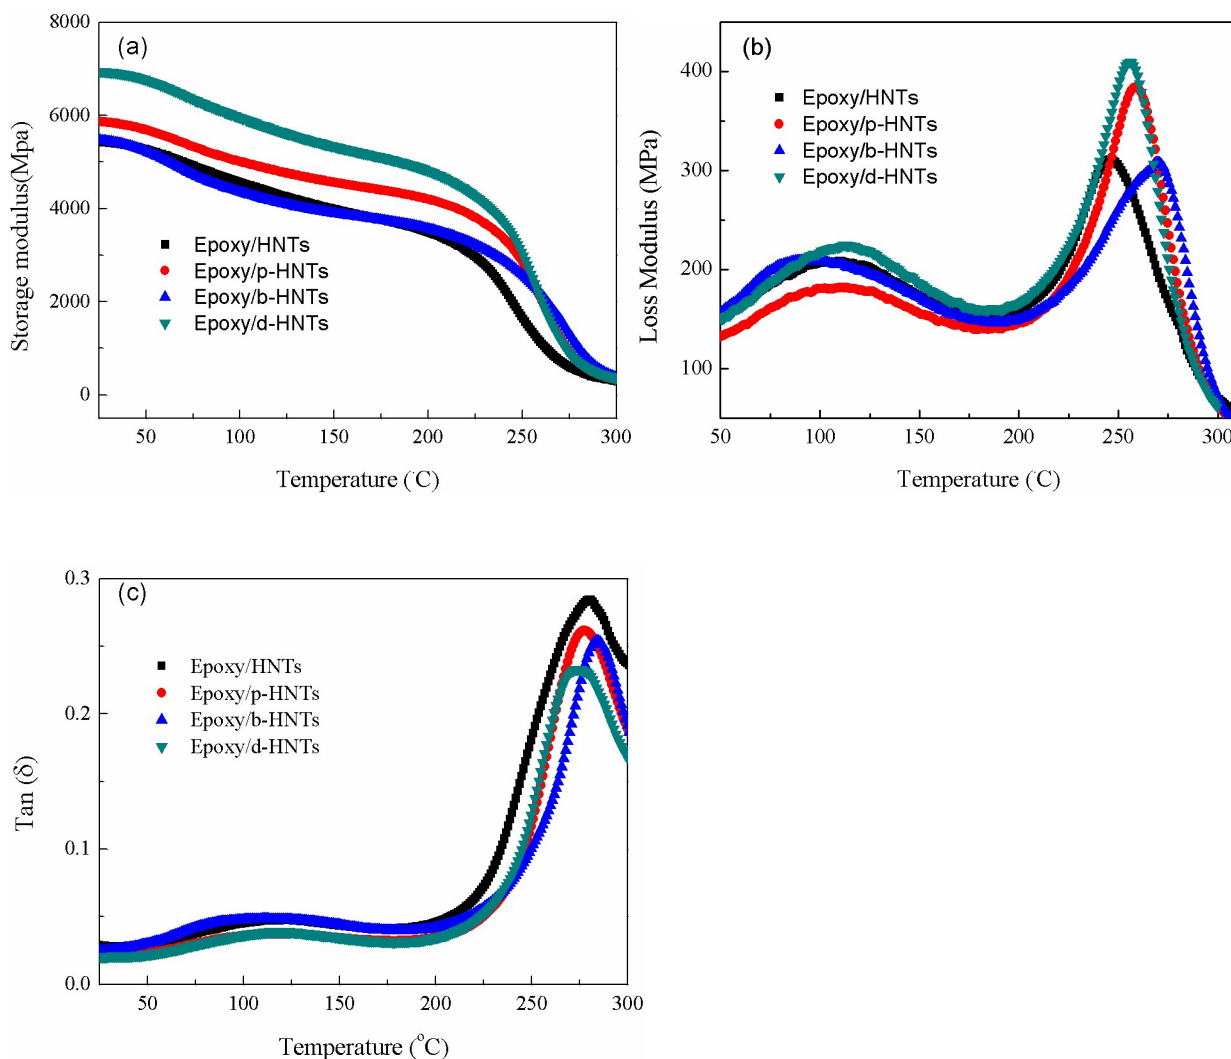 (a)
8000
6000
4000
2000
0
Storage modulus(Mpa)
Epoxy/HNTs
Epoxy/p-HNTs
Epoxy/b-HNTs
Epoxy/d-HNTs
50 100 150 200 250 300
Temperature (°C)
(b)
400
300
200
100
Loss Modulus (MPa)
Epoxy/HNTs
Epoxy/p-HNTs
Epoxy/b-HNTs
Epoxy/d-HNTs
50 100 150 200 250 300
Temperature (°C)
(c)
0.3
0.2
0.1
0.0
Tan (δ)
Epoxy/HNTs
Epoxy/p-HNTs
Epoxy/b-HNTs
Epoxy/d-HNTs
50 100 150 200 250 300
Temperature (°C)